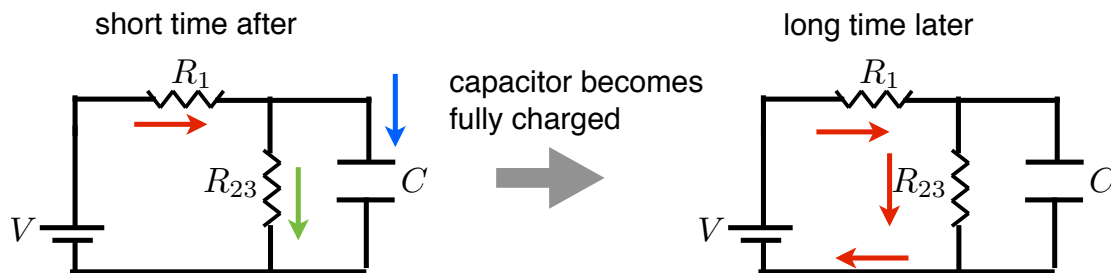 short time after
R₁
R₂₃
C
V
capacitor becomes
fully charged
long time later
R₁
R₂₃
C
V